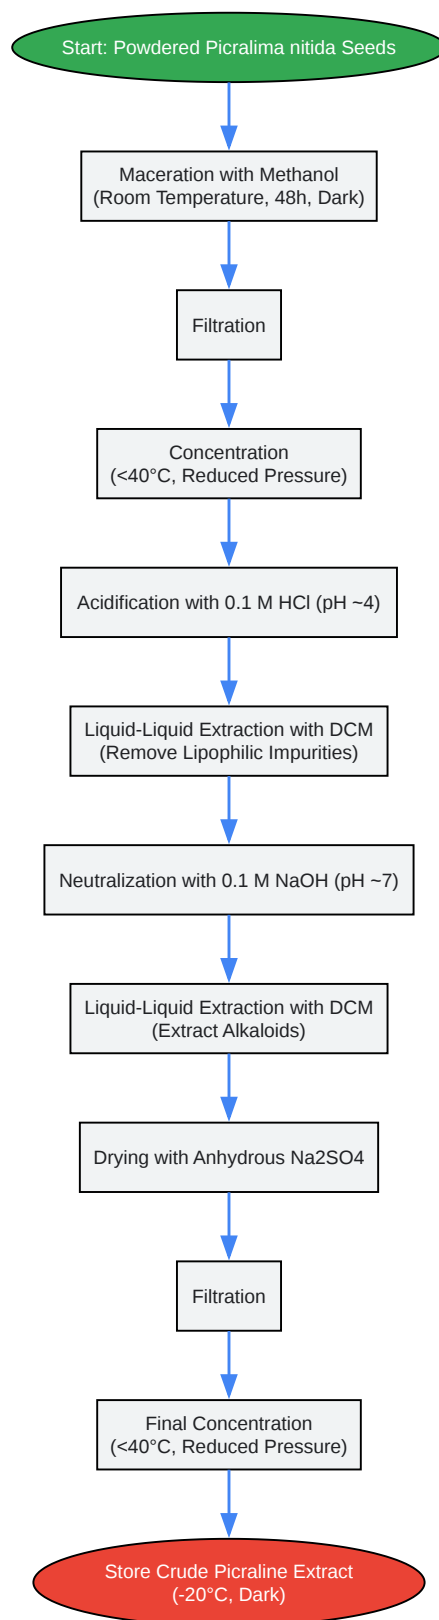 Start: Powdered Picralima nitida Seeds
Maceration with Methanol
(Room Temperature, 48h, Dark)
Filtration
Concentration
(<40°C, Reduced Pressure)
Acidification with 0.1 M HCl (pH ~4)
Liquid-Liquid Extraction with DCM
(Remove Lipophilic Impurities)
Neutralization with 0.1 M NaOH (pH ~7)
Liquid-Liquid Extraction with DCM
(Extract Alkaloids)
Drying with Anhydrous Na2SO4
Filtration
Final Concentration
(<40°C, Reduced Pressure)
Store Crude Picraline Extract
(-20°C, Dark)